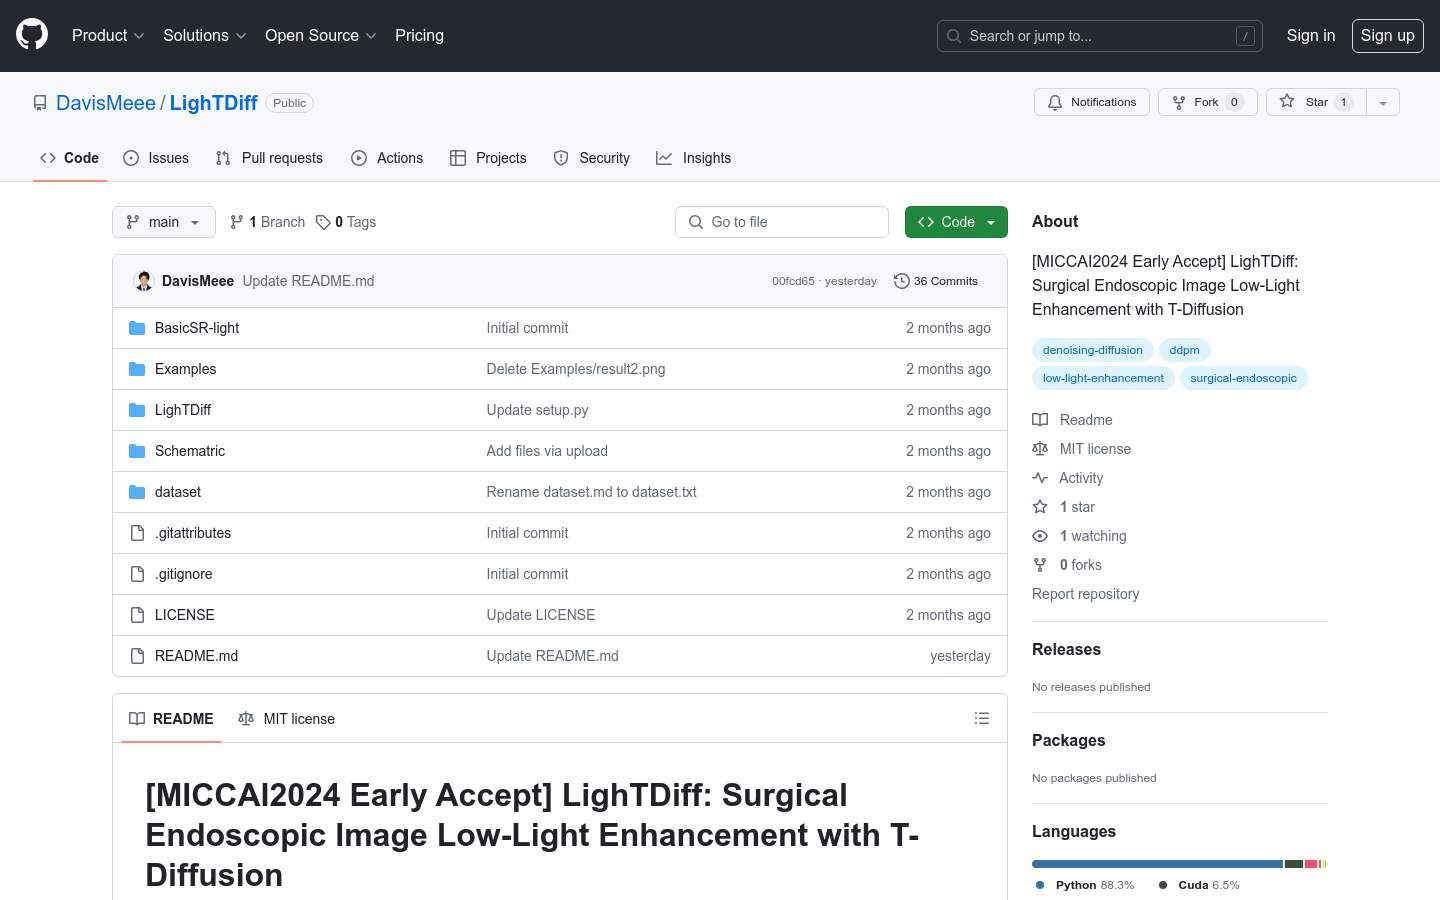 Product Solutions Open Source Pricing Search or jump to... / Sign in Sign up
DavisMeee / LighTDiff Public Notifications Fork 0 Star 1
Code Issues Pull requests Actions Projects Security Insights
main 1 Branch 0 Tags Go to file Code
DavisMeee Update README.md 00fcd65 · yesterday 36 Commits
BasicSR-light Initial commit 2 months ago
Examples Delete Examples/result2.png 2 months ago
LighTDiff Update setup.py 2 months ago
Schematric Add files via upload 2 months ago
dataset Rename dataset.md to dataset.txt 2 months ago
.gitattributes Initial commit 2 months ago
.gitignore Initial commit 2 months ago
LICENSE Update LICENSE 2 months ago
README.md Update README.md yesterday
README MIT license
[MICCAI2024 Early Accept] LighTDiff: Surgical
Endoscopic Image Low-Light Enhancement with T-
Diffusion
About
[MICCAI2024 Early Accept] LighTDiff:
Surgical Endoscopic Image Low-Light
Enhancement with T-Diffusion
denoising-diffusion ddpm
low-light-enhancement surgical-endoscopic
Readme
MIT license
Activity
1 star
1 watching
0 forks
Report repository
Releases
No releases published
Packages
No packages published
Languages
Python 88.3% Cuda 6.5%